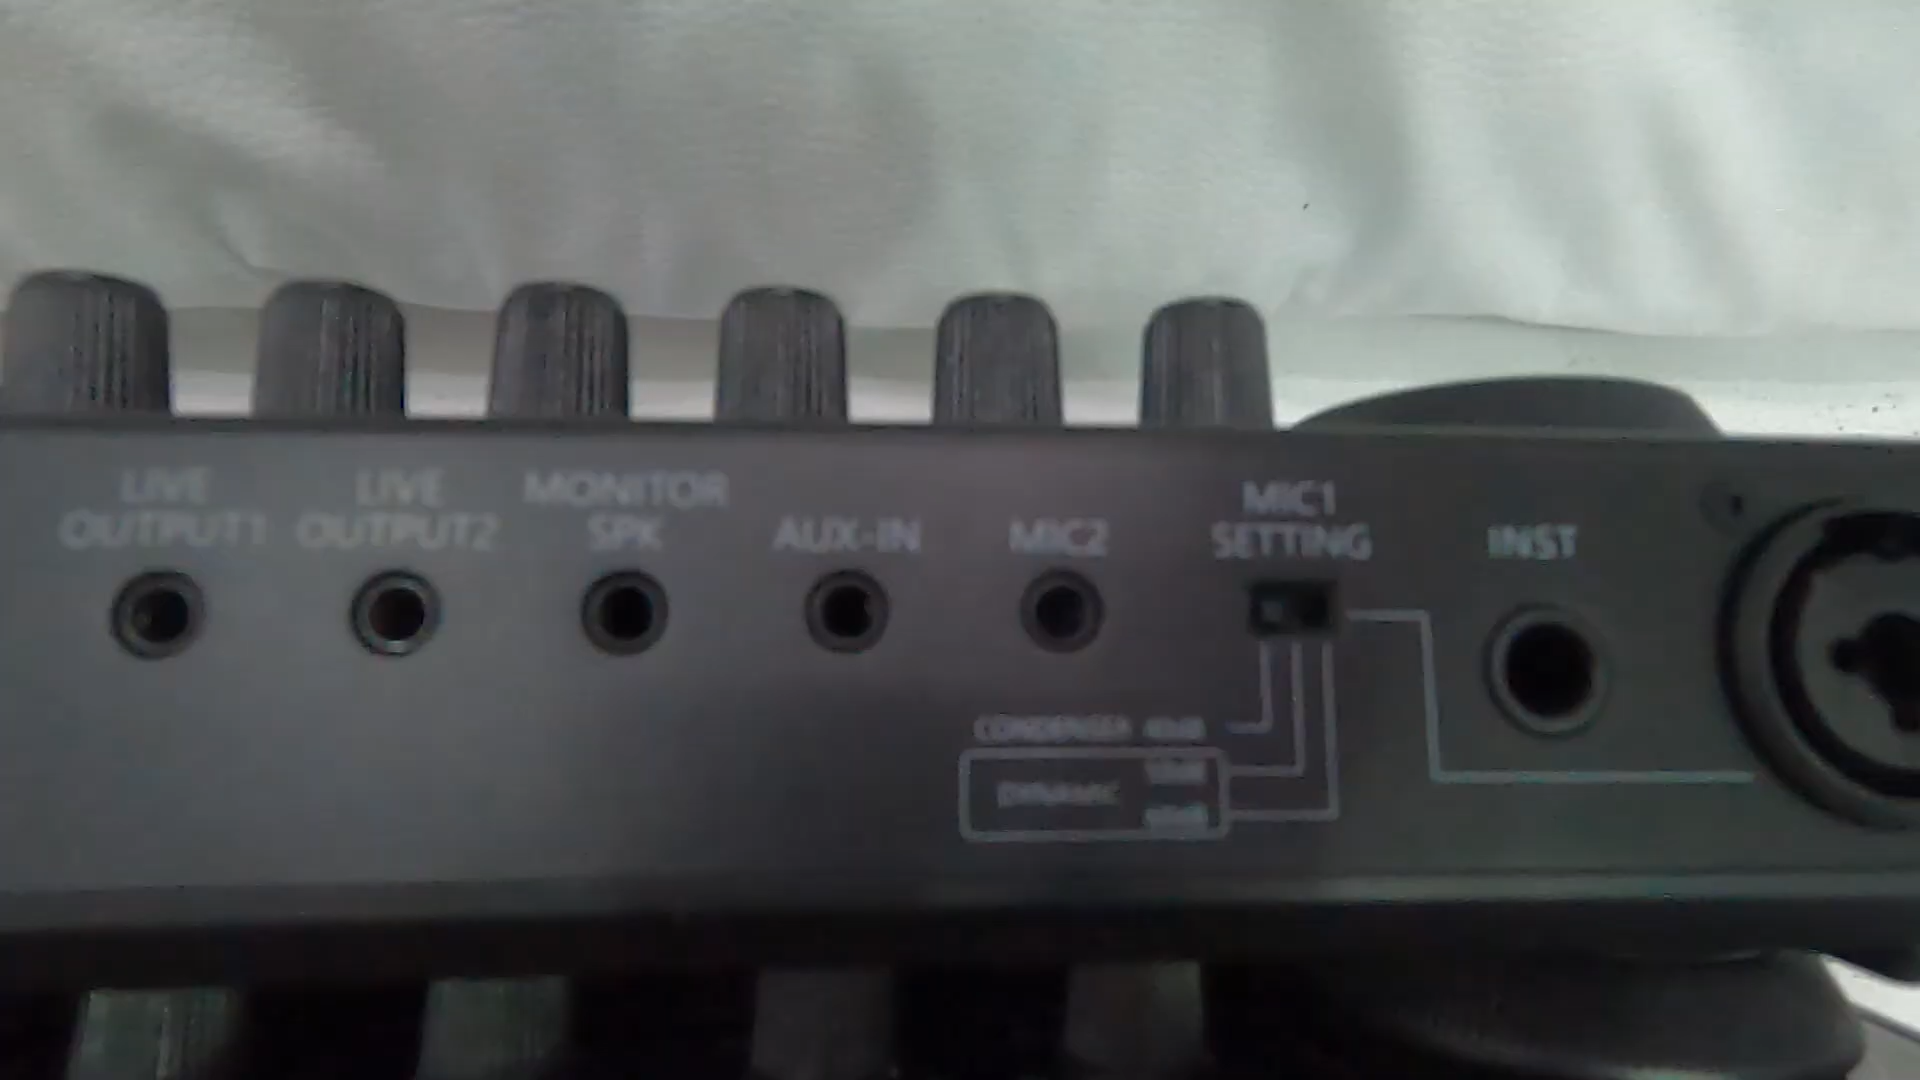 LIVE
OUTPUT1
LIVE
OUTPUT2
MONITOR
SPK
AUX-IN
MIC2
MIC1
SETTING
INST
CONDENSER
DYNAMIC